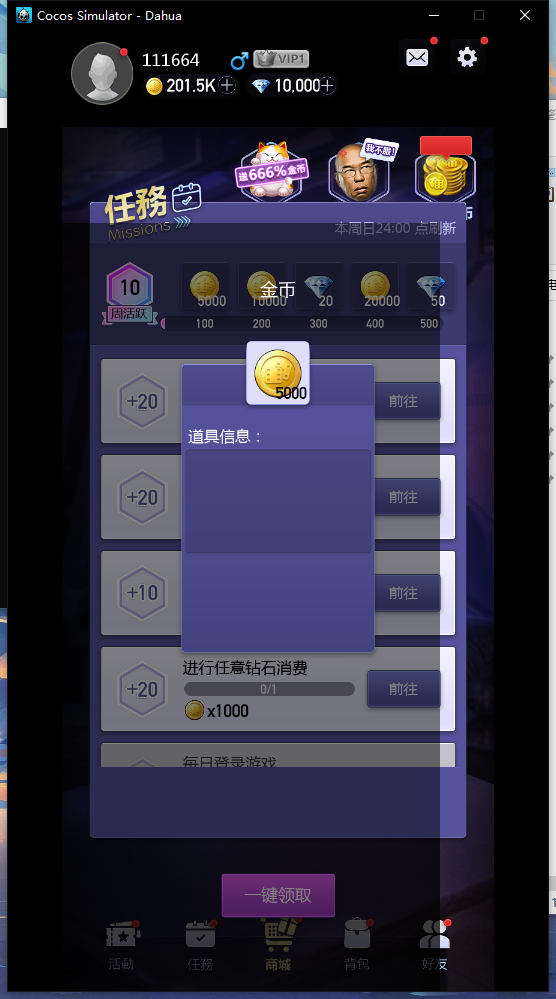 Cocos Simulator - Dahua
111664
VIP1
201.5K
10,000
送666%金币
我不服!
任務
Missions
本周日24:00 点刷新
10
周活跃
5000
10000
20
20000
50
金币
100
200
300
400
500
5000
+20
前往
道具信息：
+20
前往
+10
前往
+20
进行任意钻石消费
0/1
x1000
前往
每日登录游戏
一键领取
活動
任務
商城
背包
好友